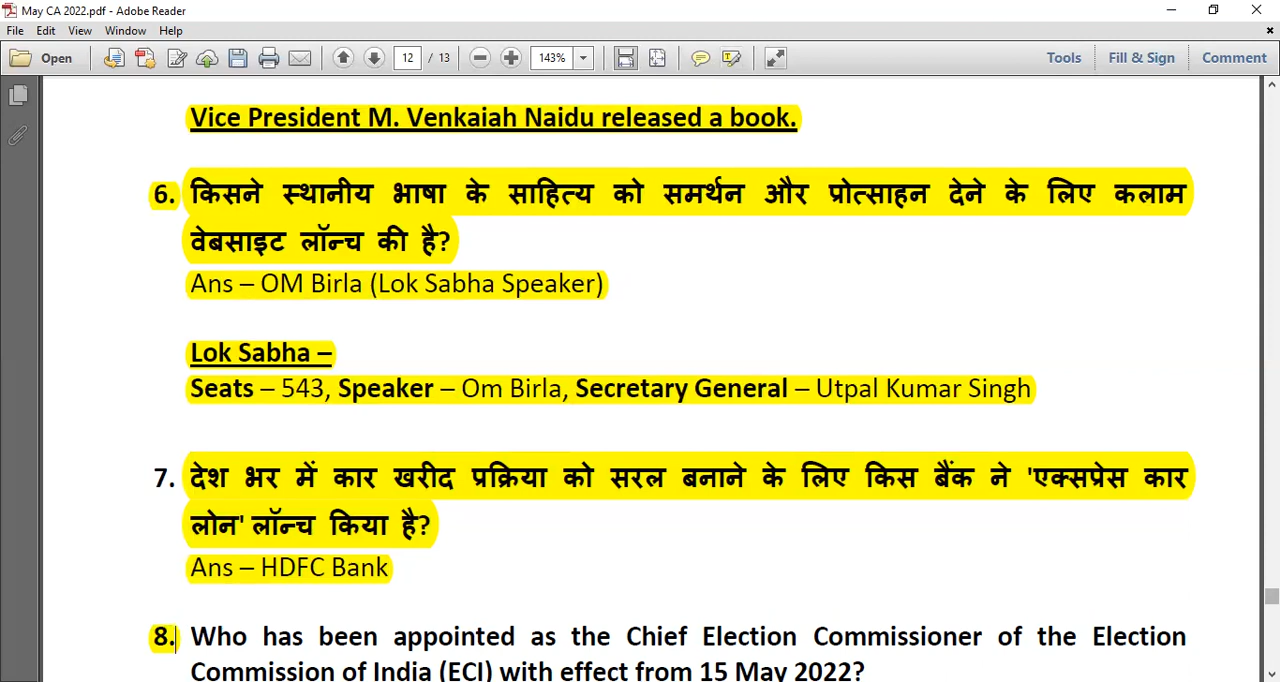 May CA 2022.pdf - Adobe Reader
File Edit View Window Help
Open 12 / 13 143% Tools Fill & Sign Comment
Vice President M. Venkaiah Naidu released a book.
6. किसने स्थानीय भाषा के साहित्य को समर्थन और प्रोत्साहन देने के लिए कलाम
वेबसाइट लॉन्च की है?
Ans – OM Birla (Lok Sabha Speaker)
Lok Sabha –
Seats – 543, Speaker – Om Birla, Secretary General – Utpal Kumar Singh
7. देश भर में कार खरीद प्रक्रिया को सरल बनाने के लिए किस बैंक ने 'एक्सप्रेस कार
लोन' लॉन्च किया है?
Ans – HDFC Bank
8. Who has been appointed as the Chief Election Commissioner of the Election
Commission of India (ECI) with effect from 15 May 2022?